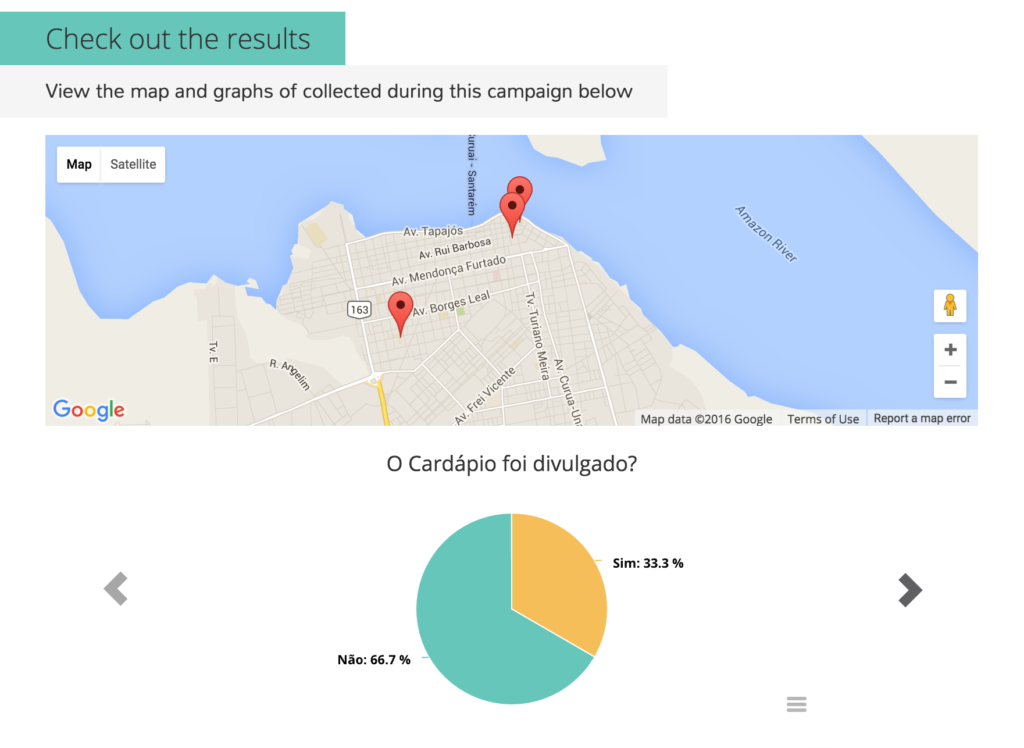 Check out the results
View the map and graphs of collected during this campaign below
Map Satellite
Santarém
Av. Tapajós
Av. Rui Barbosa
Av. Mendonça Furtado
Av. Borges Leal
163
Tv. E
R. Angelim
Tv. Turiano Meira
Av. Frei Vicente
Av. Curua-Un
Amazon River
+
−
Google
Map data ©2016 Google Terms of Use Report a map error
O Cardápio foi divulgado?
Sim: 33.3 %
Não: 66.7 %